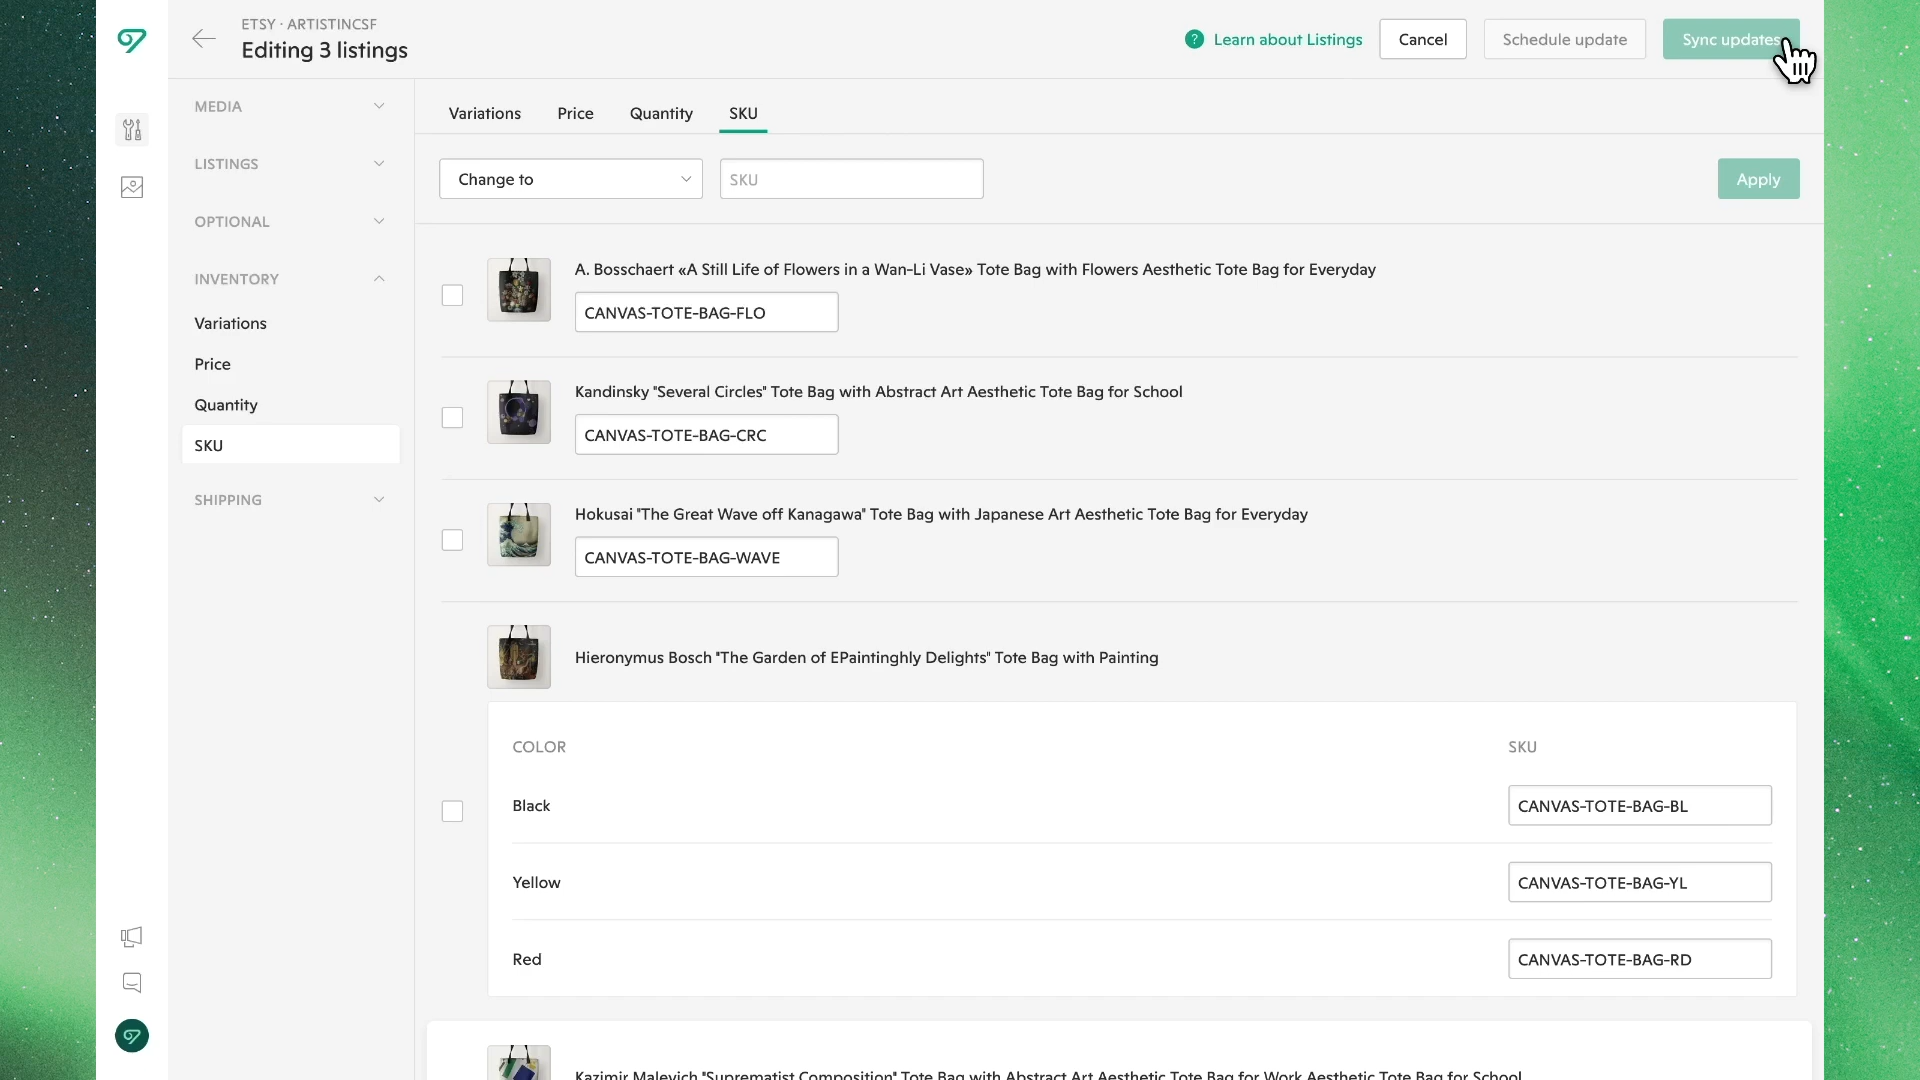 ETSY · ARTISTINCSF
Editing 3 listings
Learn about Listings
Cancel
Schedule update
Sync updates
MEDIA
LISTINGS
OPTIONAL
INVENTORY
Variations
Price
Quantity
SKU
SHIPPING
Variations
Price
Quantity
SKU
Change to
SKU
Apply
A. Bosschaert «A Still Life of Flowers in a Wan-Li Vase» Tote Bag with Flowers Aesthetic Tote Bag for Everyday
CANVAS-TOTE-BAG-FLO
Kandinsky "Several Circles" Tote Bag with Abstract Art Aesthetic Tote Bag for School
CANVAS-TOTE-BAG-CRC
Hokusai "The Great Wave off Kanagawa" Tote Bag with Japanese Art Aesthetic Tote Bag for Everyday
CANVAS-TOTE-BAG-WAVE
Hieronymus Bosch "The Garden of EPaintinghly Delights" Tote Bag with Painting
COLOR
SKU
Black
CANVAS-TOTE-BAG-BL
Yellow
CANVAS-TOTE-BAG-YL
Red
CANVAS-TOTE-BAG-RD
Kazimir Malevich "Suprematist Composition" Tote Bag with Abstract Art Aesthetic Tote Bag for Work Aesthetic Tote Bag for School